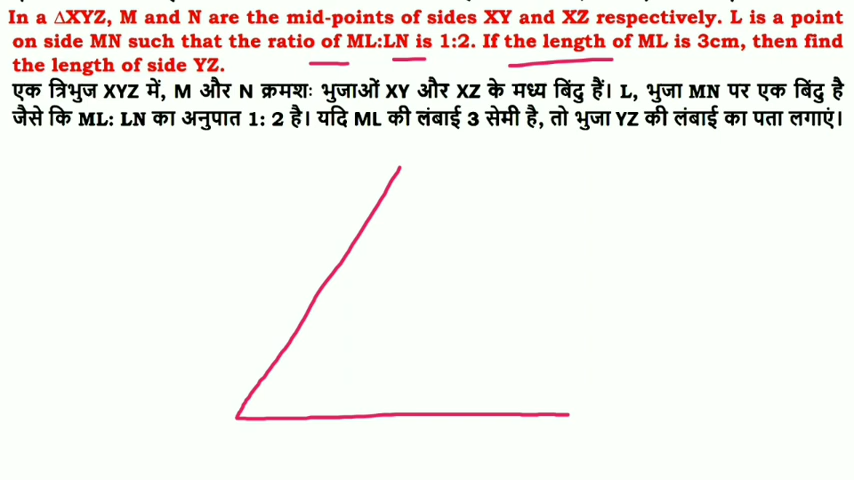 In a ΔXYZ, M and N are the mid-points of sides XY and XZ respectively. L is a point
on side MN such that the ratio of ML:LN is 1:2. If the length of ML is 3cm, then find
the length of side YZ.
एक त्रिभुज XYZ में, M और N क्रमशः भुजाओं XY और XZ के मध्य बिंदु हैं। L, भुजा MN पर एक बिंदु है
जैसे कि ML: LN का अनुपात 1: 2 है। यदि ML की लंबाई 3 सेमी है, तो भुजा YZ की लंबाई का पता लगाएं।